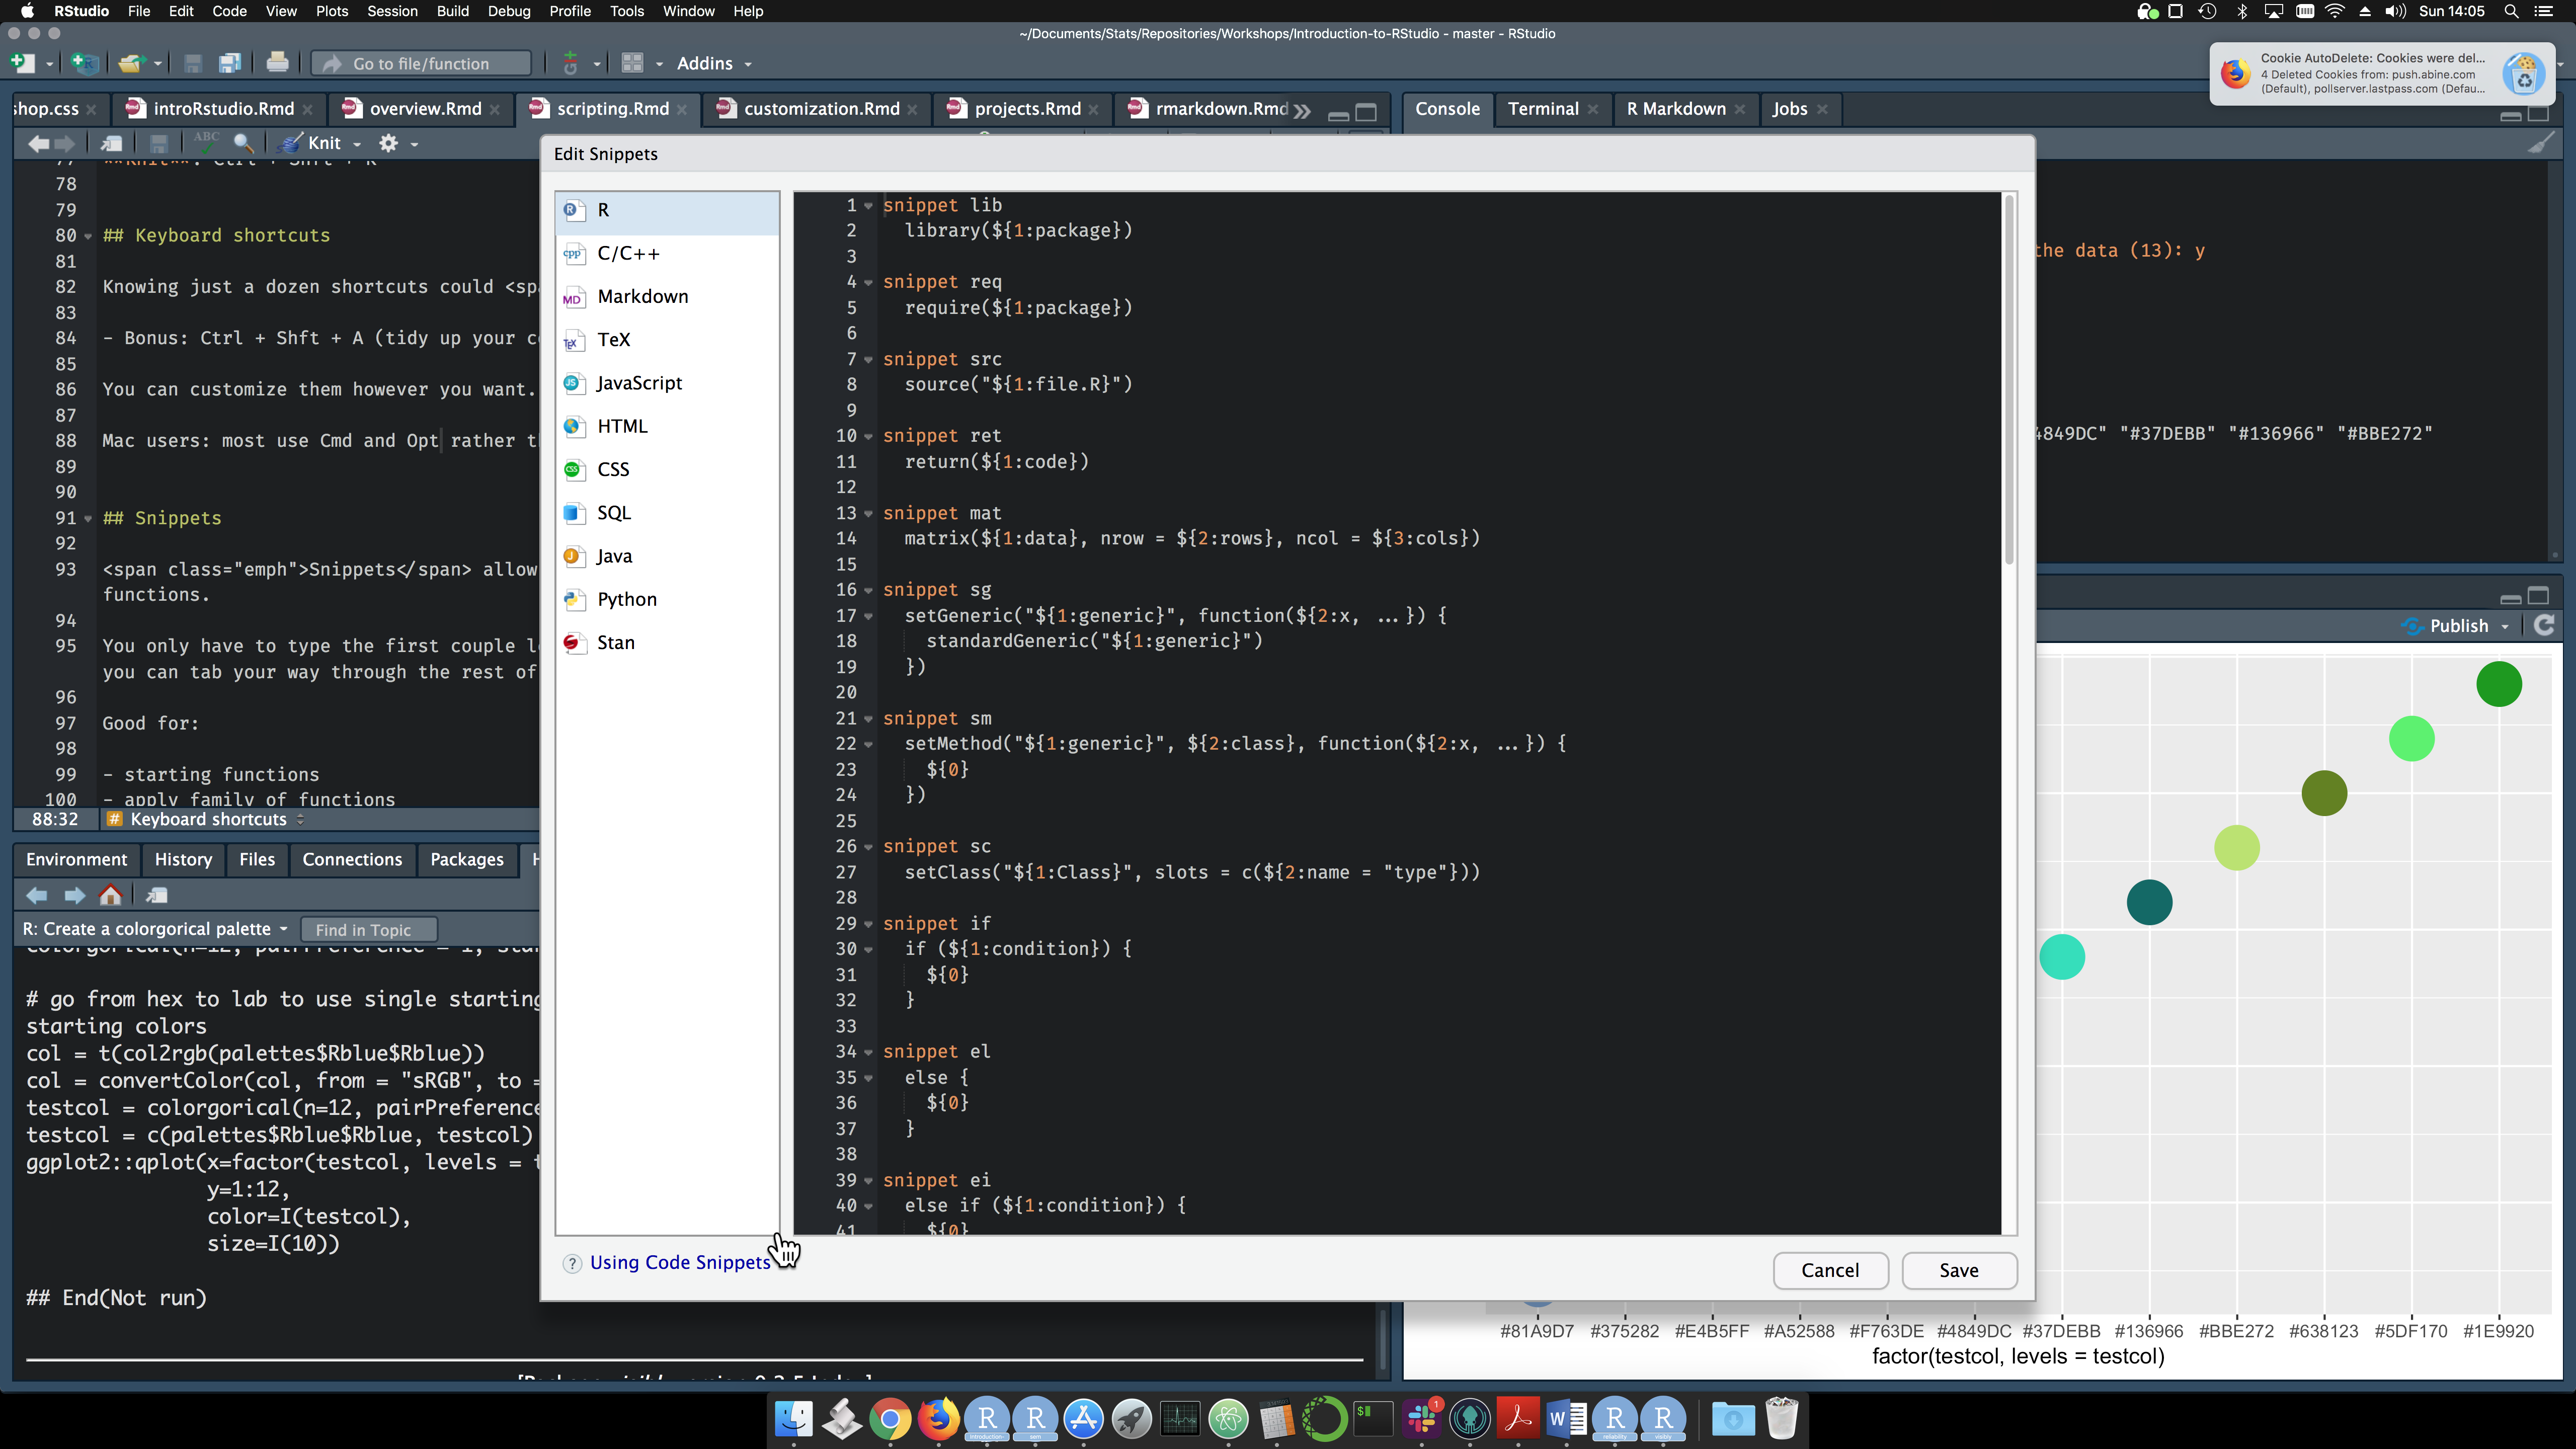 RStudio File Edit Code View Plots Session Build Debug Profile Tools Window Help
Sun 14:05
~/Documents/Stats/Repositories/Workshops/Introduction-to-RStudio - master - RStudio
Go to file/function
Addins
Cookie AutoDelete: Cookies were del...
4 Deleted Cookies from: push.abine.com
(Default), pollserver.lastpass.com (Defau...
shop.css introRstudio.Rmd overview.Rmd scripting.Rmd customization.Rmd projects.Rmd rmarkdown.Rmd
Console Terminal R Markdown Jobs
ABC Knit
78
79
80 ## Keyboard shortcuts
81
82 Knowing just a dozen shortcuts could <sp
83
84 - Bonus: Ctrl + Shft + A (tidy up your c
85
86 You can customize them however you want.
87
88 Mac users: most use Cmd and Opt rather t
89
90
91 ## Snippets
92
93 <span class="emph">Snippets</span> allow
functions.
94
95 You only have to type the first couple l
you can tab your way through the rest of
96
97 Good for:
98
99 - starting functions
100 - apply family of functions
88:32 # Keyboard shortcuts
Edit Snippets
R
C/C++
Markdown
TeX
JavaScript
HTML
CSS
SQL
Java
Python
Stan
1 snippet lib
2 library(${1:package})
3
4 snippet req
5 require(${1:package})
6
7 snippet src
8 source("${1:file.R}")
9
10 snippet ret
11 return(${1:code})
12
13 snippet mat
14 matrix(${1:data}, nrow = ${2:rows}, ncol = ${3:cols})
15
16 snippet sg
17 setGeneric("${1:generic}", function(${2:x, ...}) {
18 standardGeneric("${1:generic}")
19 })
20
21 snippet sm
22 setMethod("${1:generic}", ${2:class}, function(${2:x, ...}) {
23 ${0}
24 })
25
26 snippet sc
27 setClass("${1:Class}", slots = c(${2:name = "type"}))
28
29 snippet if
30 if (${1:condition}) {
31 ${0}
32 }
33
34 snippet el
35 else {
36 ${0}
37 }
38
39 snippet ei
40 else if (${1:condition}) {
41 ${0}
? Using Code Snippets
Cancel Save
the data (13): y
4849DC" "#37DEBB" "#136966" "#BBE272"
Publish
Environment History Files Connections Packages
R: Create a colorgorical palette Find in Topic
# go from hex to lab to use single starting
starting colors
col = t(col2rgb(palettes$Rblue$Rblue))
col = convertColor(col, from = "sRGB", to =
testcol = colorgorical(n=12, pairPreference
testcol = c(palettes$Rblue$Rblue, testcol)
ggplot2::qplot(x=factor(testcol, levels = t
y=1:12,
color=I(testcol),
size=I(10))
## End(Not run)
#81A9D7 #375282 #E4B5FF #A52588 #F763DE #4849DC #37DEBB #136966 #BBE272 #638123 #5DF170 #1E9920
factor(testcol, levels = testcol)